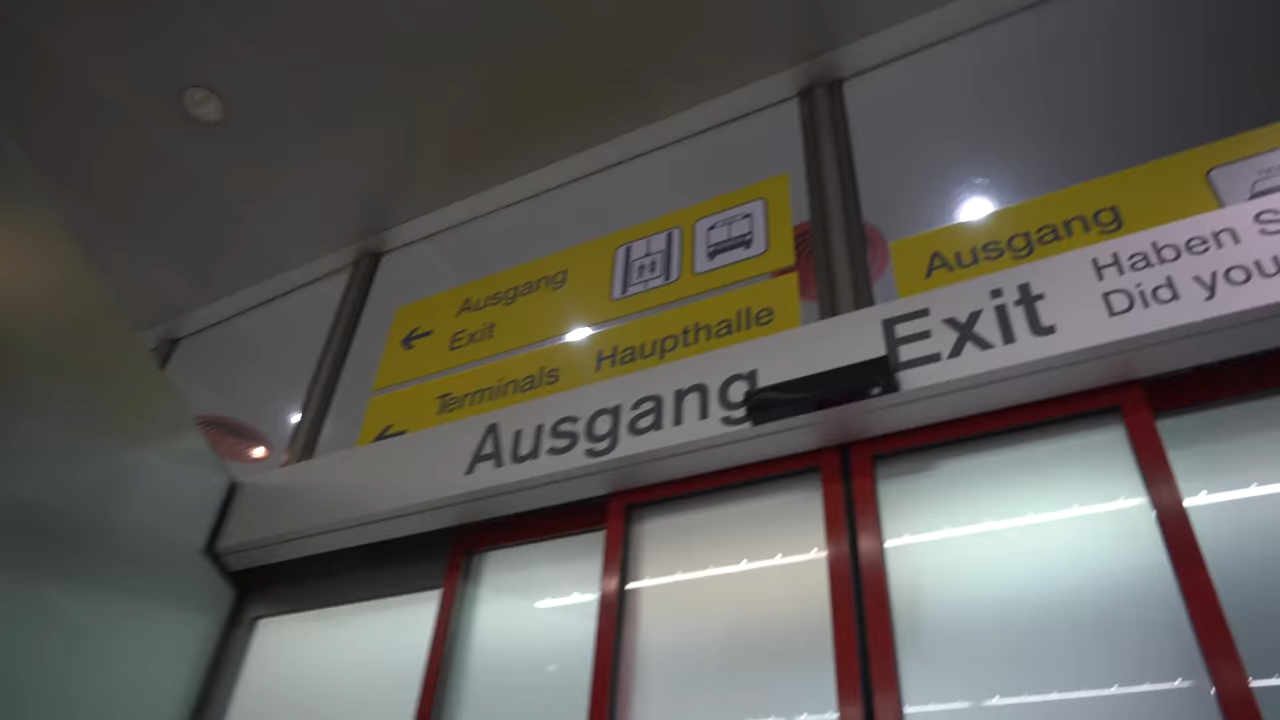 Ausgang
Exit
Terminals Haupthalle
Ausgang
Ausgang Exit
Haben
Did you